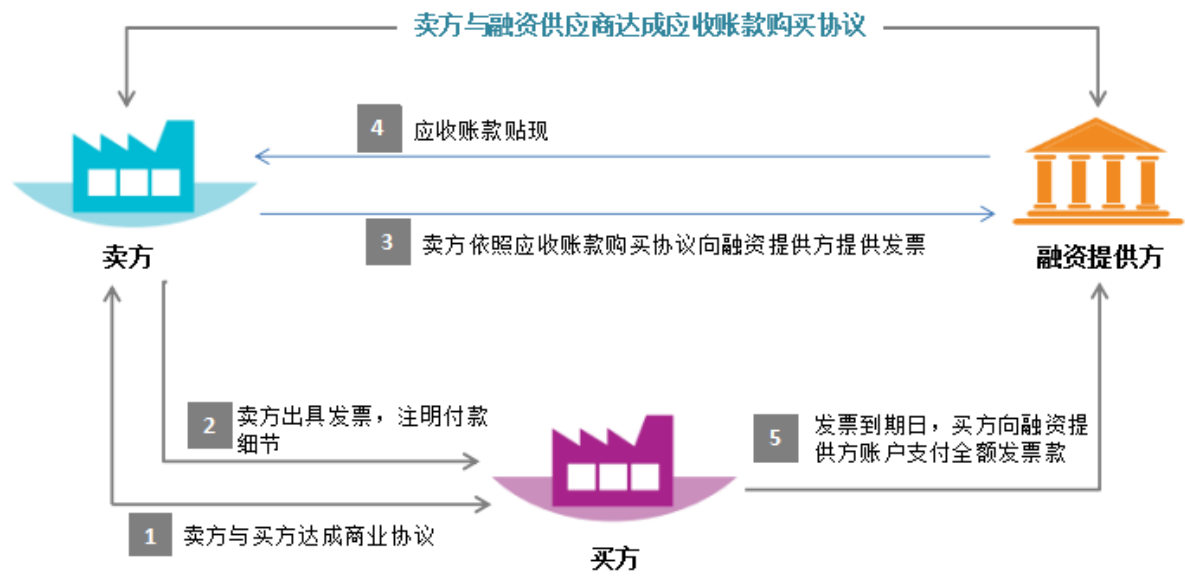 卖方与融资供应商达成应收账款购买协议
4
应收账款贴现
3
卖方依照应收账款购买协议向融资提供方提供发票
卖方
融资提供方
2
卖方出具发票，注明付款
细节
5
发票到期日，买方向融资提
供方账户支付全额发票款
1
卖方与买方达成商业协议
买方